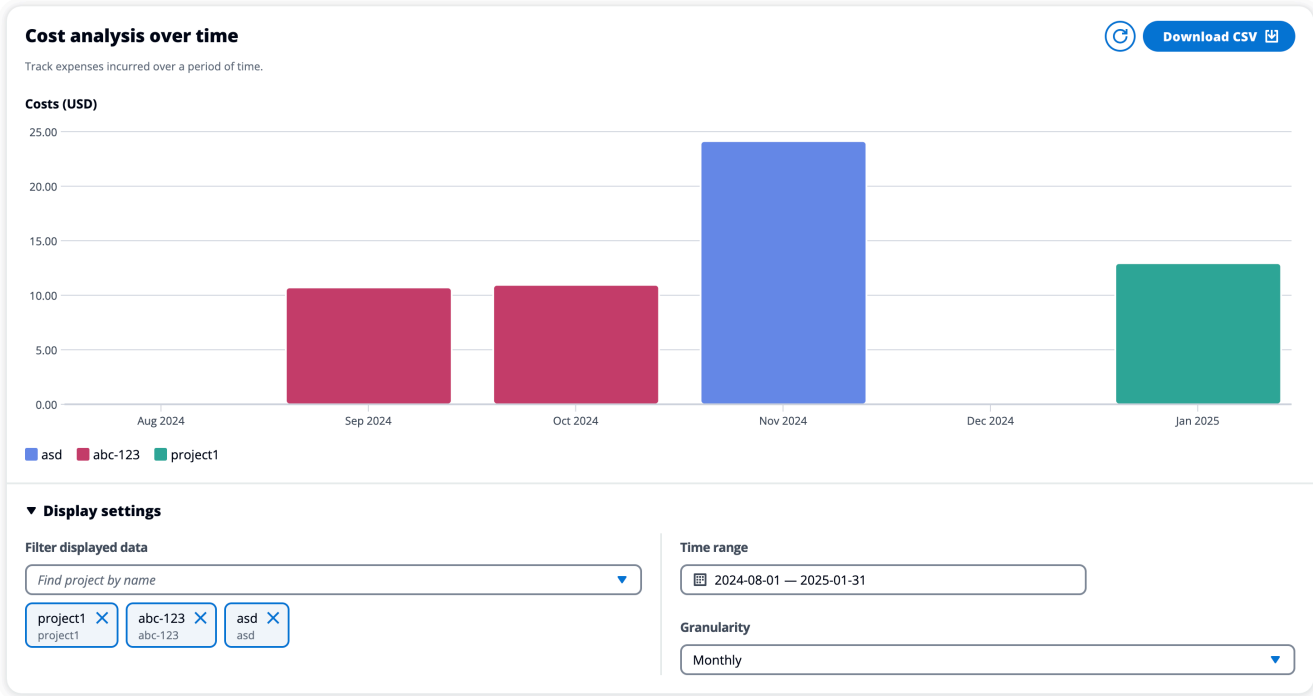 Cost analysis over time
Download CSV
Track expenses incurred over a period of time.
Costs (USD)
25.00
20.00
15.00
10.00
5.00
0.00
Aug 2024 Sep 2024 Oct 2024 Nov 2024 Dec 2024 Jan 2025
asd abc-123 project1
Display settings
Filter displayed data
Find project by name
project1 abc-123 asd
project1 abc-123 asd
Time range
2024-08-01 — 2025-01-31
Granularity
Monthly